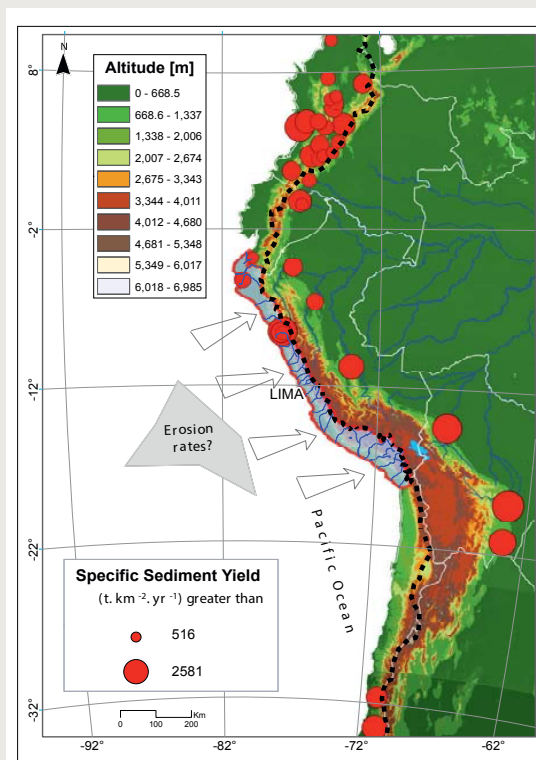 N
8°
-2°
-12°
-22°
-32°
Altitude [m]
0 - 668.5
668.6 - 1,337
1,338 - 2,006
2,007 - 2,674
2,675 - 3,343
3,344 - 4,011
4,012 - 4,680
4,681 - 5,348
5,349 - 6,017
6,018 - 6,985
LIMA
Erosion
rates?
Pacific Ocean
Specific Sediment Yield
(t. km -2. yr -1) greater than
516
2581
0 100 200 Km
-92° -82° -72° -62°